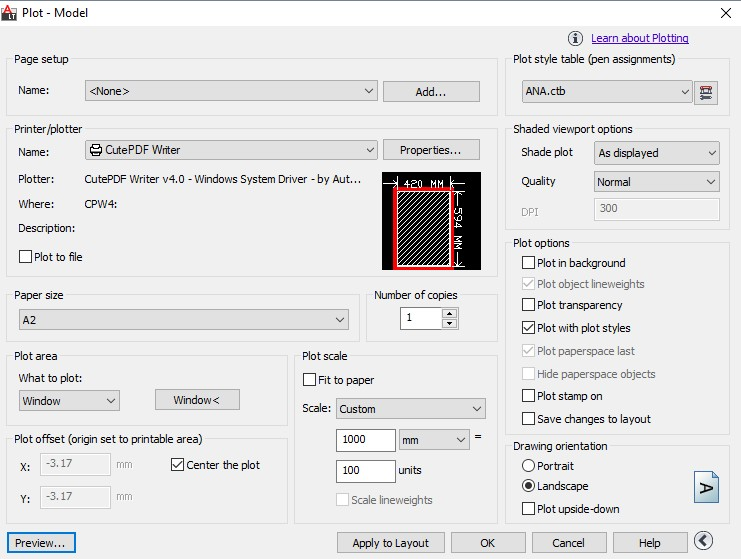 A LT Plot - Model
Learn about Plotting
Page setup
Name: <None> Add...
Plot style table (pen assignments)
ANA.ctb
Printer/plotter
Name: CutePDF Writer Properties...
Plotter: CutePDF Writer v4.0 - Windows System Driver - by Aut...
Where: CPW4:
Description:
Plot to file
420 MM
594 MM
Shaded viewport options
Shade plot As displayed
Quality Normal
DPI 300
Paper size
A2
Number of copies
1
Plot area
What to plot:
Window Window<
Plot scale
Fit to paper
Scale: Custom
1000 mm =
100 units
Scale lineweights
Plot offset (origin set to printable area)
X: -3.17 mm Center the plot
Y: -3.17 mm
Plot options
Plot in background
Plot object lineweights
Plot transparency
Plot with plot styles
Plot paperspace last
Hide paperspace objects
Plot stamp on
Save changes to layout
Drawing orientation
Portrait
Landscape
Plot upside-down
A
Preview... Apply to Layout OK Cancel Help